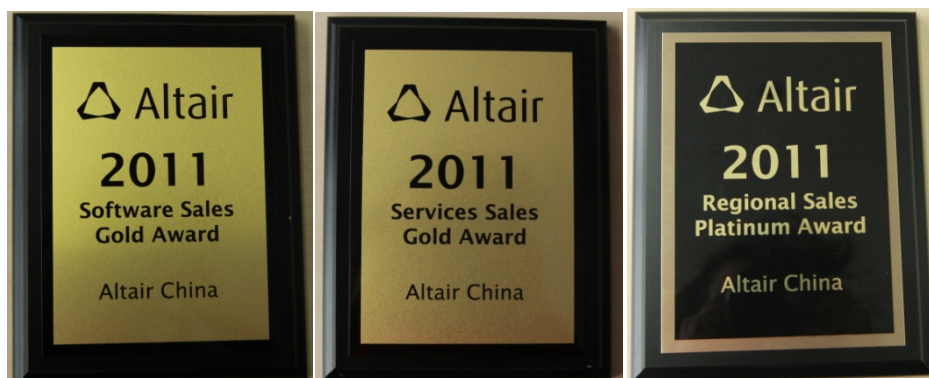 Altair
2011
Software Sales
Gold Award
Altair China
Altair
2011
Services Sales
Gold Award
Altair China
Altair
2011
Regional Sales
Platinum Award
Altair China